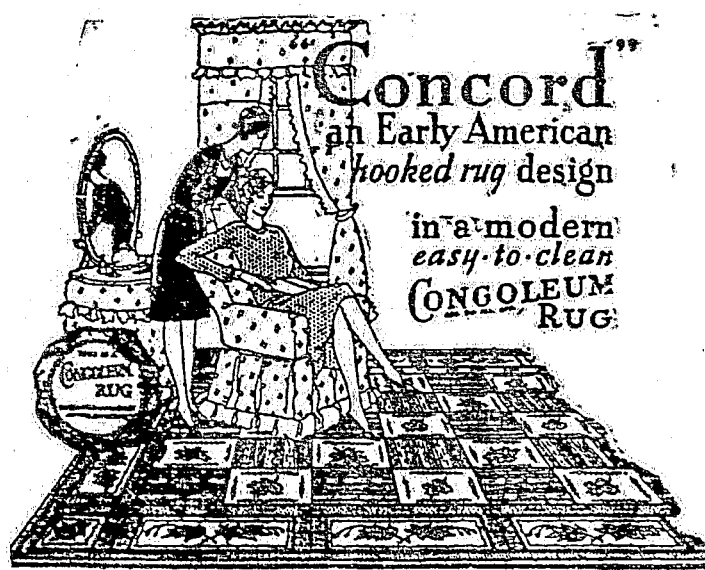 “Concord”
an Early American
hooked rug design
in a modern
easy-to-clean
CONGOLEUM
RUG
CONGOLEUM
RUG